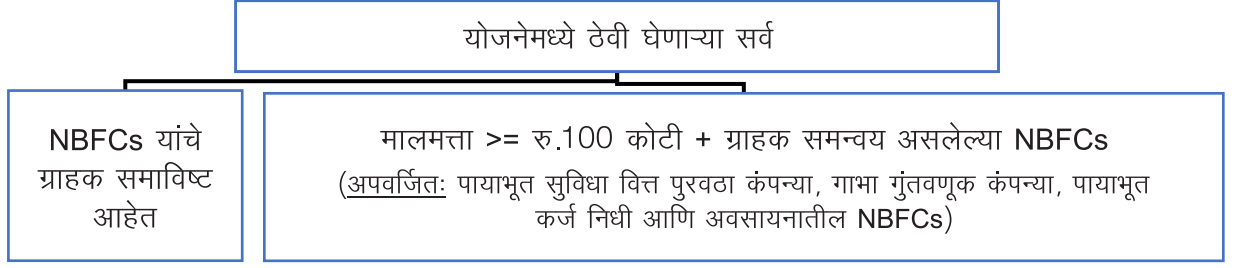 योजनेमध्ये ठेवी घेणाऱ्या सर्व
NBFCs यांचे
ग्राहक समाविष्ट
आहेत
मालमत्ता >= रु.100 कोटी + ग्राहक समन्वय असलेल्या NBFCs
(अपवर्जितः पायाभूत सुविधा वित्त पुरवठा कंपन्या, गाभा गुंतवणूक कंपन्या, पायाभूत
कर्ज निधी आणि अवसायनातील NBFCs)